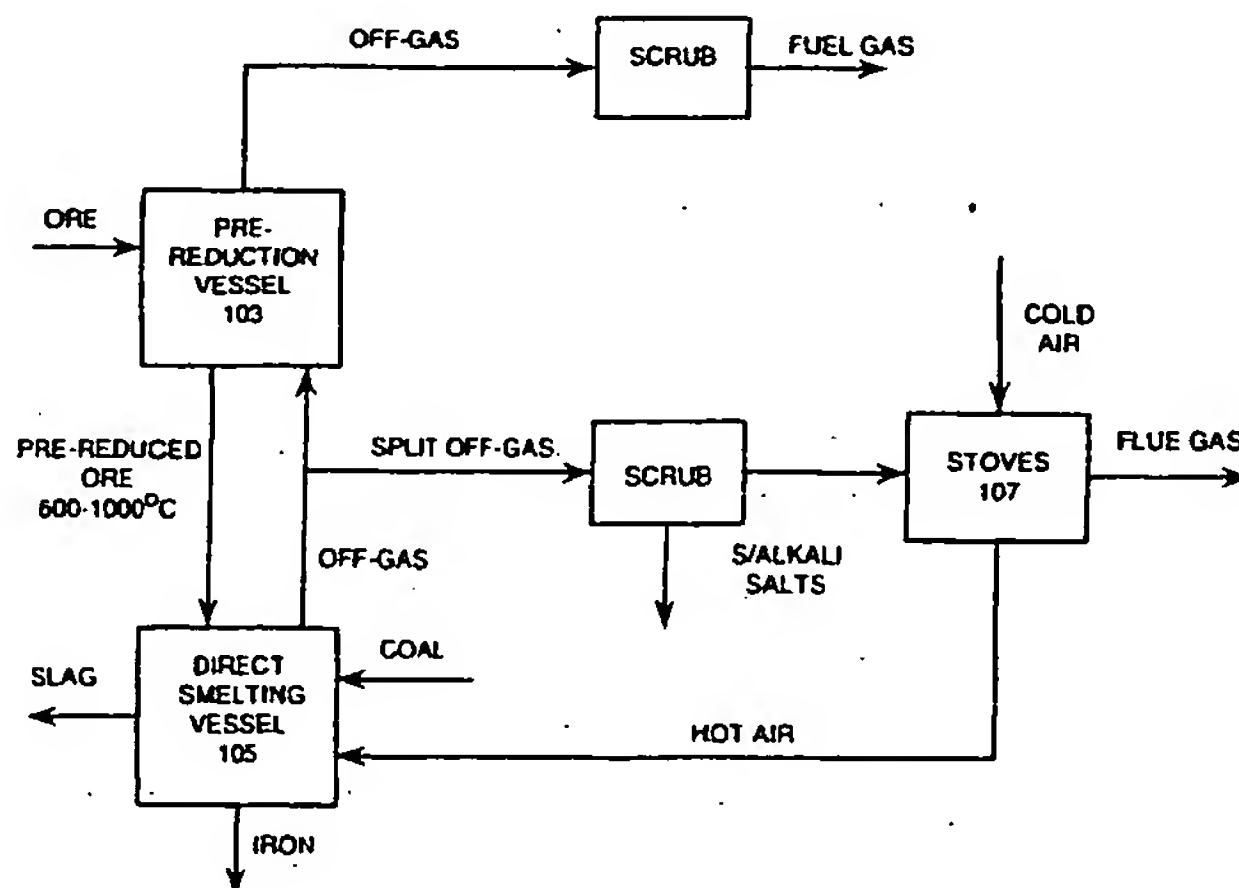 OFF-GAS
SCRUB
FUEL GAS
ORE
PRE-
REDUCTION
VESSEL
103
COLD
AIR
PRE-REDUCED
ORE
600-1000°C
SPLIT OFF-GAS.
SCRUB
STOVES
107
FLUE GAS
OFF-GAS
S/ALKALI
SALTS
COAL
SLAG
DIRECT
SMELTING
VESSEL
105
HOT AIR
IRON